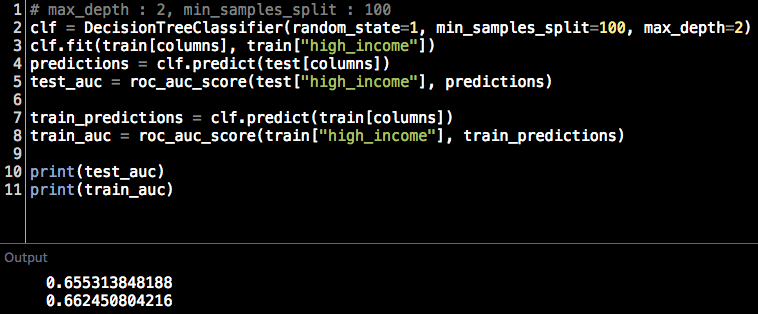 1 # max_depth : 2, min_samples_split : 100
2 clf = DecisionTreeClassifier(random_state=1, min_samples_split=100, max_depth=2)
3 clf.fit(train[columns], train["high_income"])
4 predictions = clf.predict(test[columns])
5 test_auc = roc_auc_score(test["high_income"], predictions)
6
7 train_predictions = clf.predict(train[columns])
8 train_auc = roc_auc_score(train["high_income"], train_predictions)
9
10 print(test_auc)
11 print(train_auc)
Output
0.655313848188
0.662450804216